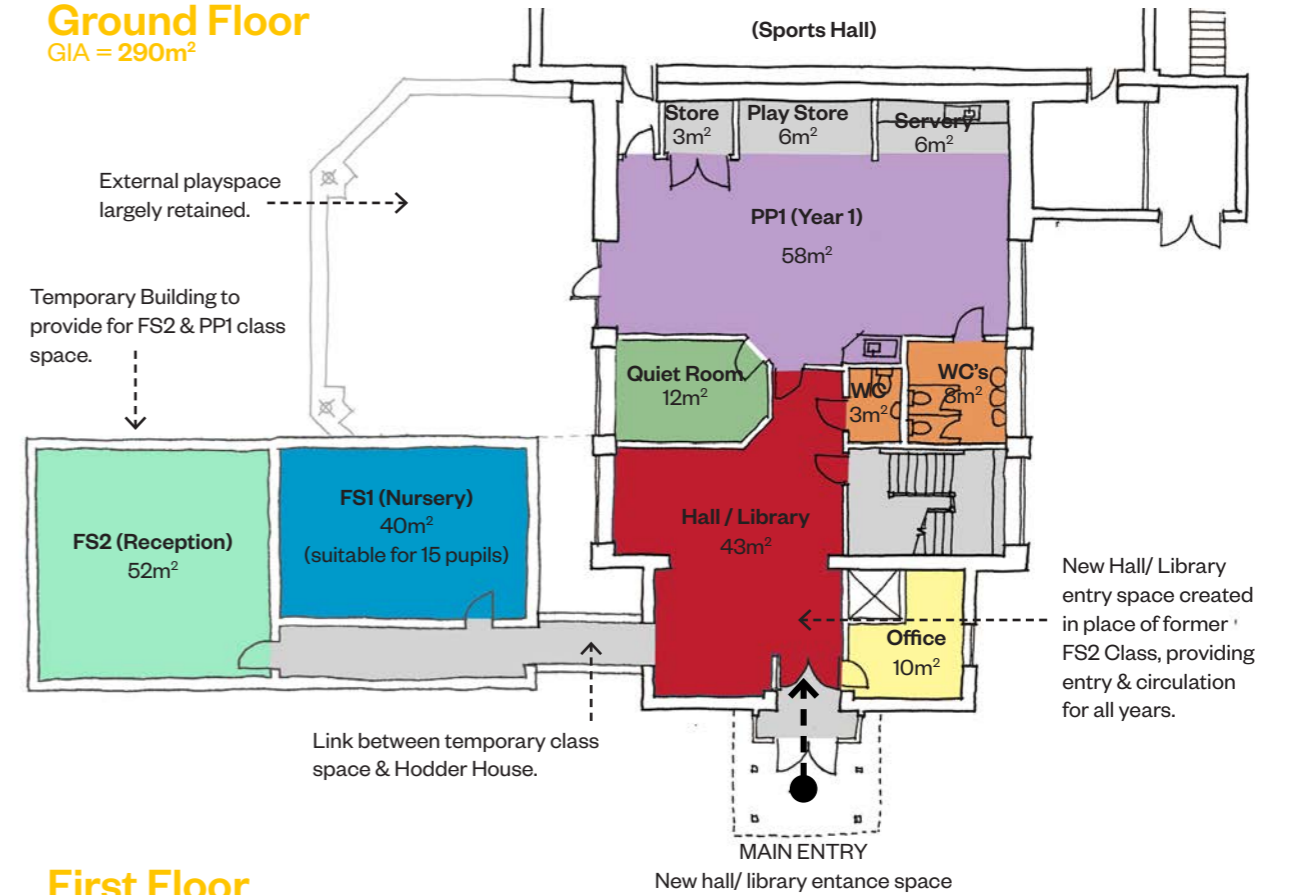 Ground Floor
GIA = 290m²
(Sports Hall)
Store
3m²
Play Store
6m²
Servery
6m²
External playspace
largely retained.
PP1 (Year 1)
58m²
Temporary Building to
provide for FS2 & PP1 class
space.
Quiet Room
12m²
WC
3m²
WC's
8m²
FS2 (Reception)
52m²
FS1 (Nursery)
40m²
(suitable for 15 pupils)
Hall / Library
43m²
Office
10m²
New Hall/ Library
entry space created
in place of former
FS2 Class, providing
entry & circulation
for all years.
Link between temporary class
space & Hodder House.
MAIN ENTRY
New hall/ library entance space
First Floor